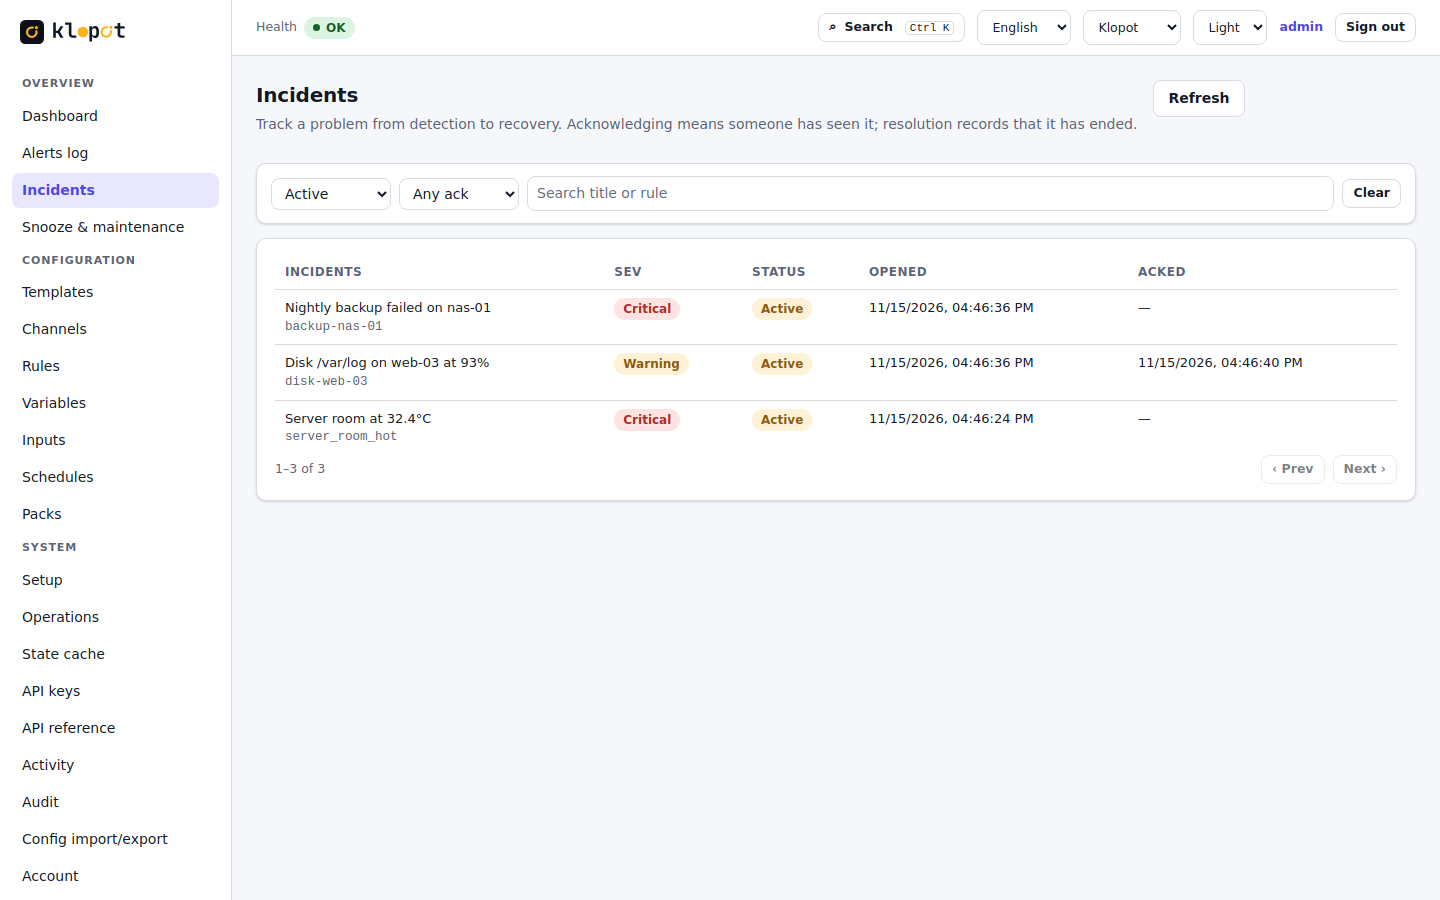 klopot
Health OK Search Ctrl K English Klopot Light admin Sign out
OVERVIEW
Dashboard
Alerts log
Incidents
Snooze & maintenance
CONFIGURATION
Templates
Channels
Rules
Variables
Inputs
Schedules
Packs
SYSTEM
Setup
Operations
State cache
API keys
API reference
Activity
Audit
Config import/export
Account
Incidents
Refresh
Track a problem from detection to recovery. Acknowledging means someone has seen it; resolution records that it has ended.
Active Any ack Search title or rule Clear
INCIDENTS SEV STATUS OPENED ACKED
Nightly backup failed on nas-01 Critical Active 11/15/2026, 04:46:36 PM —
backup-nas-01
Disk /var/log on web-03 at 93% Warning Active 11/15/2026, 04:46:36 PM 11/15/2026, 04:46:40 PM
disk-web-03
Server room at 32.4°C Critical Active 11/15/2026, 04:46:24 PM —
server_room_hot
1–3 of 3 ‹ Prev Next ›